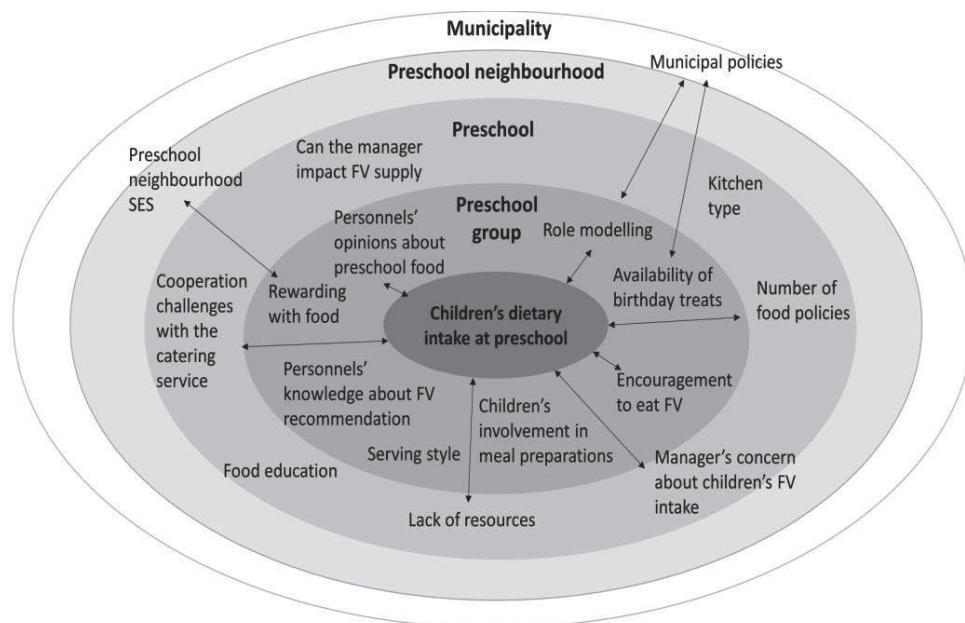 Municipality
Preschool neighbourhood
Municipal policies
Preschool
Can the manager
impact FV supply
Preschool
neighbourhood
SES
Kitchen
type
Preschool
group
Personnels'
opinions about
preschool food
Role modelling
Availability of
birthday treats
Cooperation
challenges
with the
catering
service
Rewarding
with food
Children's dietary
intake at preschool
Number of
food policies
Personnels'
knowledge about FV
recommendation
Encouragement
to eat FV
Children's
involvement in
meal preparations
Serving style
Food education
Manager's concern
about children's FV
intake
Lack of resources